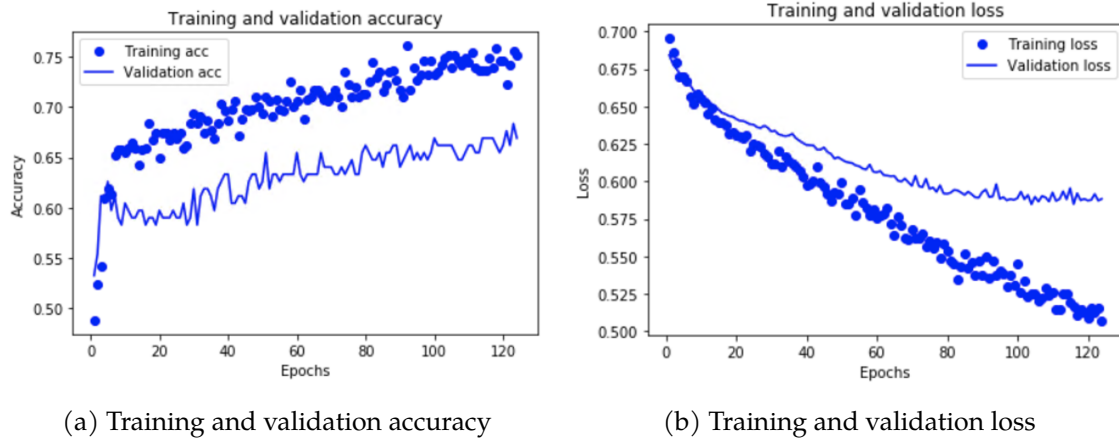 Training and validation accuracy
Training acc
Validation acc
0.75
0.70
0.65
0.60
0.55
0.50
Accuracy
0 20 40 60 80 100 120
Epochs
(a) Training and validation accuracy
Training and validation loss
Training loss
Validation loss
0.700
0.675
0.650
0.625
0.600
0.575
0.550
0.525
0.500
Loss
0 20 40 60 80 100 120
Epochs
(b) Training and validation loss